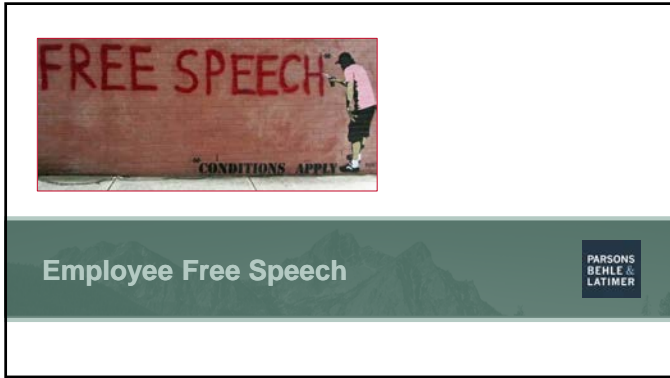 FREE SPEECH*
*CONDITIONS APPLY
Employee Free Speech
PARSONS
BEHLE &
LATIMER